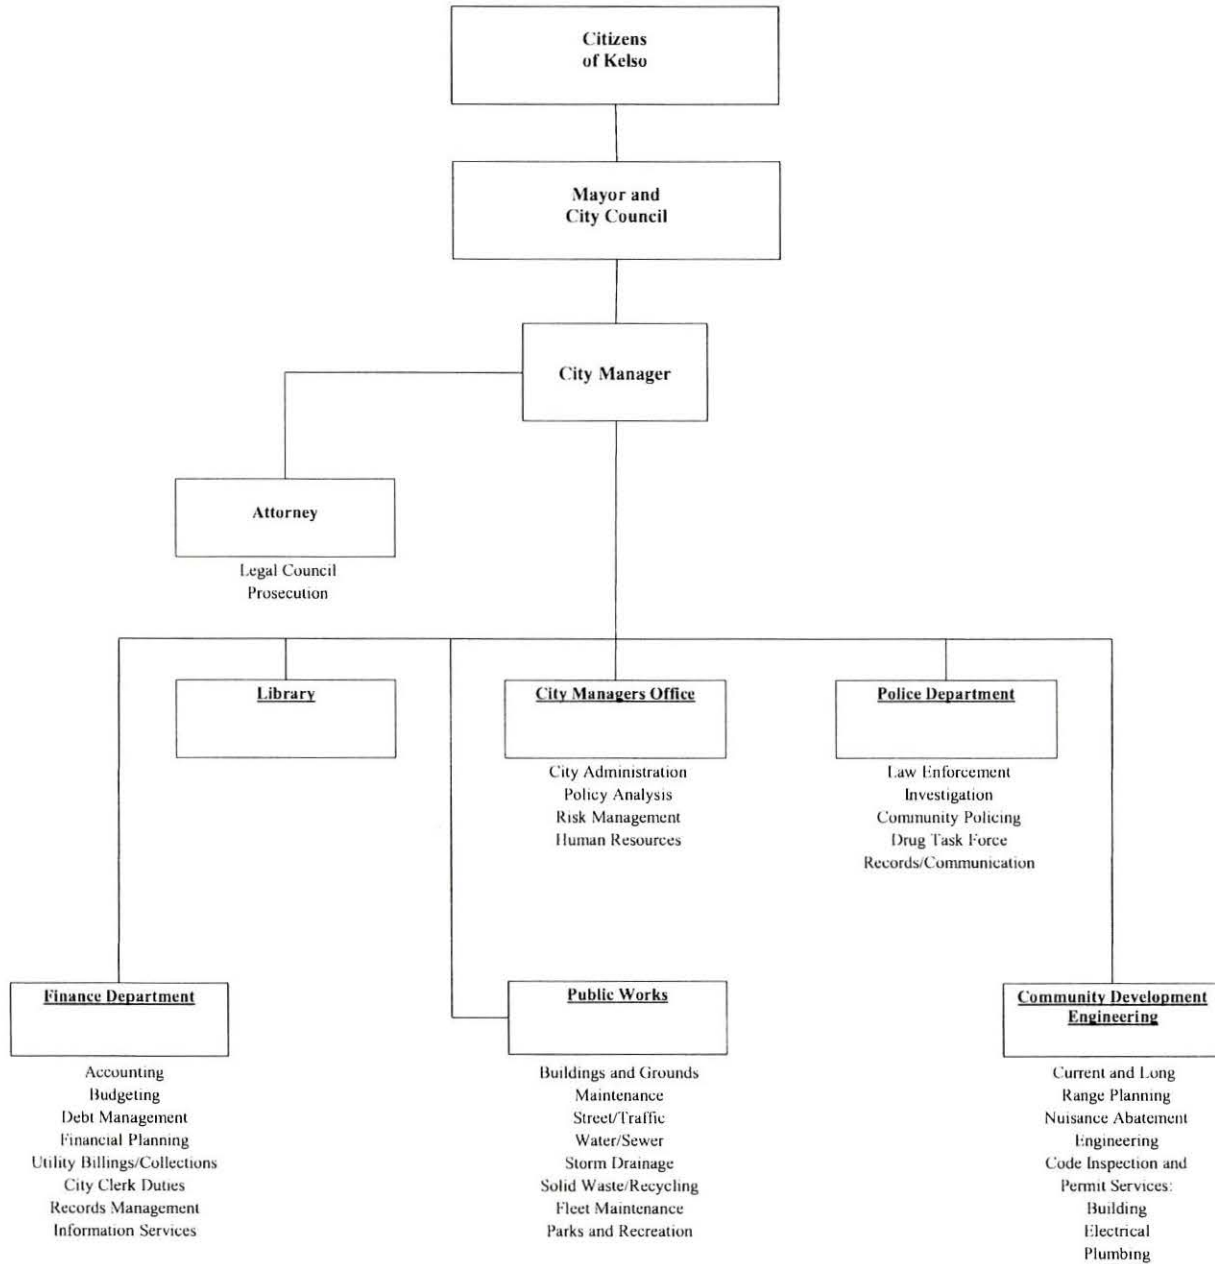 Citizens
of Kelso
Mayor and
City Council
City Manager
Attorney
Legal Council
Prosecution
Library
City Managers Office
City Administration
Policy Analysis
Risk Management
Human Resources
Police Department
Law Enforcement
Investigation
Community Policing
Drug Task Force
Records/Communication
Finance Department
Accounting
Budgeting
Debt Management
Financial Planning
Utility Billings/Collections
City Clerk Duties
Records Management
Information Services
Public Works
Buildings and Grounds
Maintenance
Street/Traffic
Water/Sewer
Storm Drainage
Solid Waste/Recycling
Fleet Maintenance
Parks and Recreation
Community Development
Engineering
Current and Long
Range Planning
Nuisance Abatement
Engineering
Code Inspection and
Permit Services:
Building
Electrical
Plumbing